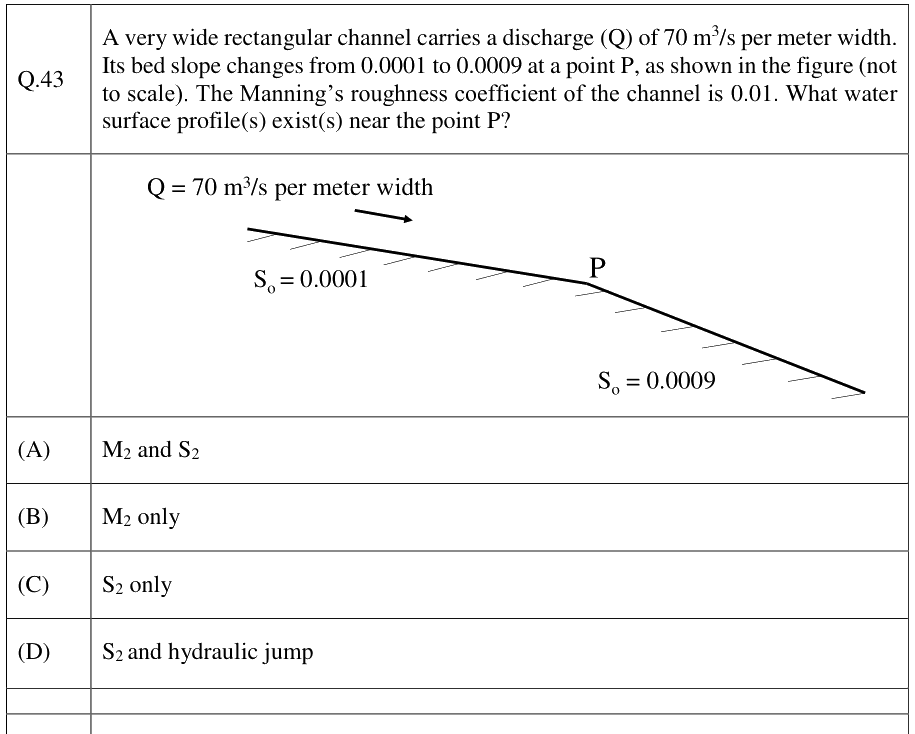 Q.43
A very wide rectangular channel carries a discharge (Q) of 70 m³/s per meter width.
Its bed slope changes from 0.0001 to 0.0009 at a point P, as shown in the figure (not
to scale). The Manning’s roughness coefficient of the channel is 0.01. What water
surface profile(s) exist(s) near the point P?
Q = 70 m³/s per meter width
P
Sₒ = 0.0001
Sₒ = 0.0009
(A) M₂ and S₂
(B) M₂ only
(C) S₂ only
(D) S₂ and hydraulic jump